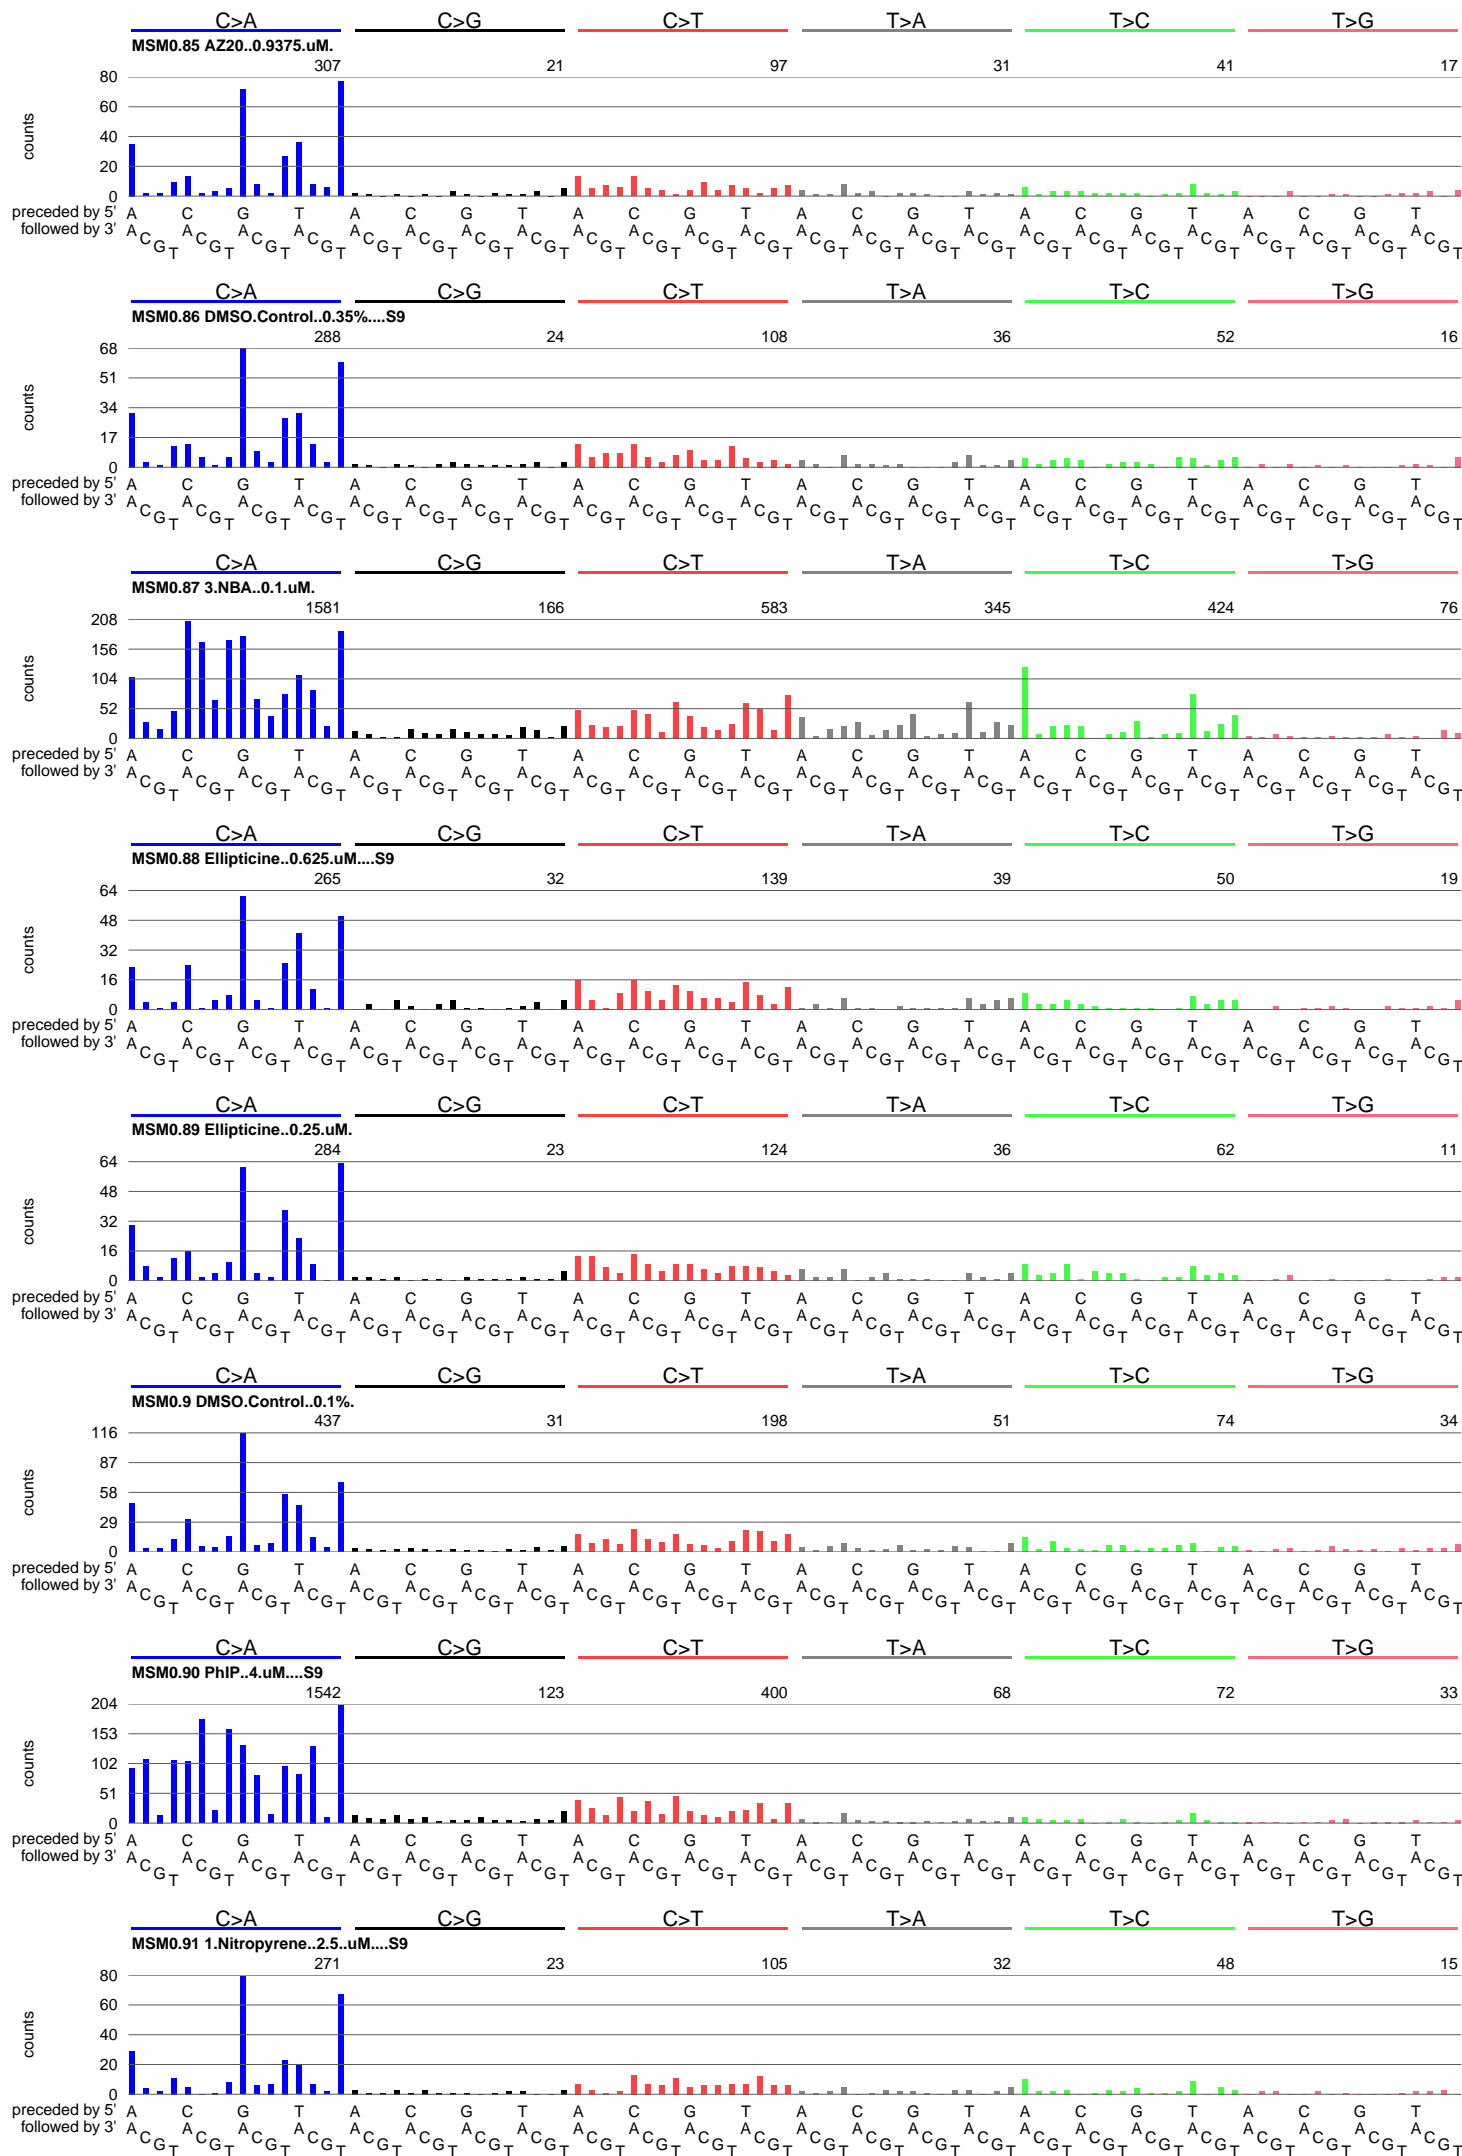 C>A C>G C>T T>A T>C T>G
MSM0.85 AZ20..0.9375.uM.
307 21 97 31 41 17
80
60
40
20
0
counts
preceded by 5' A C G T A C G T A C G T A C G T A C G T A C G T
followed by 3' A C G T A C G T A C G T A C G T A C G T A C G T A C G T A C G T A C G T A C G T A C G T A C G T A C G T A C G T A C G T A C G T A C G T A C G T A C G T A C G T A C G T A C G T A C G T A C G T
C>A C>G C>T T>A T>C T>G
MSM0.86 DMSO.Control..0.35%....S9
288 24 108 36 52 16
68
51
34
17
0
counts
preceded by 5' A C G T A C G T A C G T A C G T A C G T A C G T
followed by 3' A C G T A C G T A C G T A C G T A C G T A C G T A C G T A C G T A C G T A C G T A C G T A C G T A C G T A C G T A C G T A C G T A C G T A C G T A C G T A C G T A C G T A C G T A C G T A C G T
C>A C>G C>T T>A T>C T>G
MSM0.87 3.NBA..0.1.uM.
1581 166 583 345 424 76
208
156
104
52
0
counts
preceded by 5' A C G T A C G T A C G T A C G T A C G T A C G T
followed by 3' A C G T A C G T A C G T A C G T A C G T A C G T A C G T A C G T A C G T A C G T A C G T A C G T A C G T A C G T A C G T A C G T A C G T A C G T A C G T A C G T A C G T A C G T A C G T A C G T
C>A C>G C>T T>A T>C T>G
MSM0.88 Ellipticine..0.625.uM....S9
265 32 139 39 50 19
64
48
32
16
0
counts
preceded by 5' A C G T A C G T A C G T A C G T A C G T A C G T
followed by 3' A C G T A C G T A C G T A C G T A C G T A C G T A C G T A C G T A C G T A C G T A C G T A C G T A C G T A C G T A C G T A C G T A C G T A C G T A C G T A C G T A C G T A C G T A C G T A C G T
C>A C>G C>T T>A T>C T>G
MSM0.89 Ellipticine..0.25.uM.
284 23 124 36 62 11
64
48
32
16
0
counts
preceded by 5' A C G T A C G T A C G T A C G T A C G T A C G T
followed by 3' A C G T A C G T A C G T A C G T A C G T A C G T A C G T A C G T A C G T A C G T A C G T A C G T A C G T A C G T A C G T A C G T A C G T A C G T A C G T A C G T A C G T A C G T A C G T A C G T
C>A C>G C>T T>A T>C T>G
MSM0.9 DMSO.Control..0.1%.
437 31 198 51 74 34
116
87
58
29
0
counts
preceded by 5' A C G T A C G T A C G T A C G T A C G T A C G T
followed by 3' A C G T A C G T A C G T A C G T A C G T A C G T A C G T A C G T A C G T A C G T A C G T A C G T A C G T A C G T A C G T A C G T A C G T A C G T A C G T A C G T A C G T A C G T A C G T A C G T
C>A C>G C>T T>A T>C T>G
MSM0.90 PhIP..4.uM....S9
1542 123 400 68 72 33
204
153
102
51
0
counts
preceded by 5' A C G T A C G T A C G T A C G T A C G T A C G T
followed by 3' A C G T A C G T A C G T A C G T A C G T A C G T A C G T A C G T A C G T A C G T A C G T A C G T A C G T A C G T A C G T A C G T A C G T A C G T A C G T A C G T A C G T A C G T A C G T A C G T
C>A C>G C>T T>A T>C T>G
MSM0.91 1.Nitropyrene..2.5..uM....S9
271 23 105 32 48 15
80
60
40
20
0
counts
preceded by 5' A C G T A C G T A C G T A C G T A C G T A C G T
followed by 3' A C G T A C G T A C G T A C G T A C G T A C G T A C G T A C G T A C G T A C G T A C G T A C G T A C G T A C G T A C G T A C G T A C G T A C G T A C G T A C G T A C G T A C G T A C G T A C G T